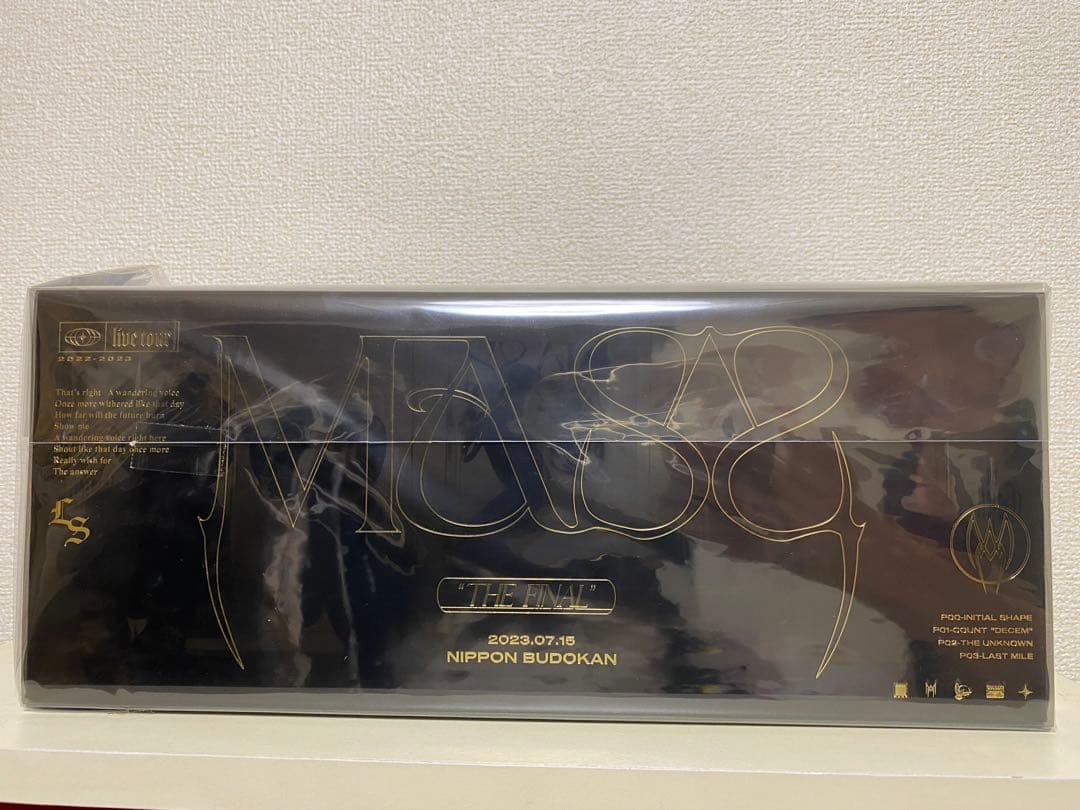 live tour
2022-2023
MASS
That's right A wandering voice
Once more withered like that day
How far will the future burn
Show me
A wandering voice right here
Shout like that day once more
Really wish for
The answer
LS
"THE FINAL"
2023.07.15
NIPPON BUDOKAN
P00-INITIAL SHAPE
P01-COUNT "DECEM"
P02-THE UNKNOWN
P03-LAST MILE